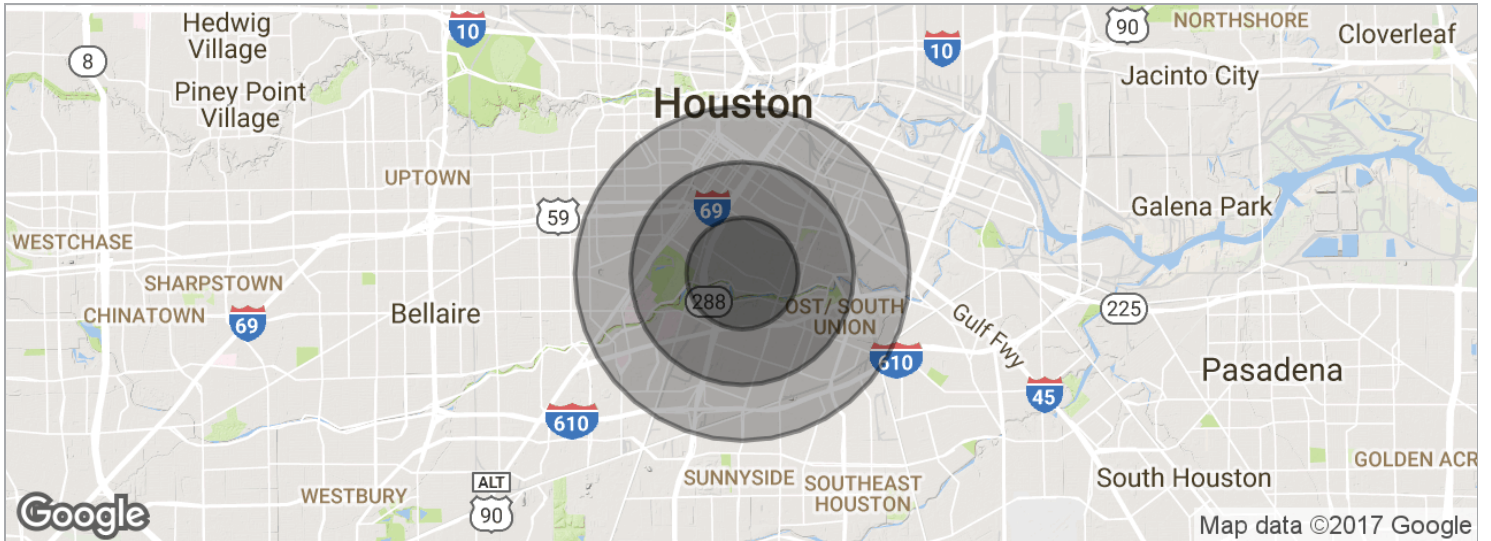 Hedwig
Village
10
90
NORTHSHORE
Cloverleaf
8
10
Jacinto City
Piney Point
Village
Houston
UPTOWN
59
69
Galena Park
WESTCHASE
SHARPSTOWN
CHINATOWN
69
Bellaire
288
OST/ SOUTH
UNION
Gulf Fwy
225
610
Pasadena
45
610
SUNNYSIDE
SOUTHEAST
HOUSTON
South Houston
GOLDEN ACR
WESTBURY
ALT
90
Google
Map data ©2017 Google